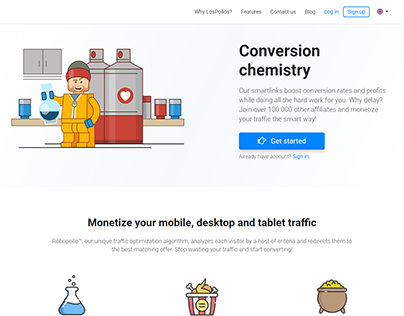 Why LosPollos? Features Contact us Blog Log in Sign up
Conversion
chemistry
Our smartlinks boost conversion rates and profits
while doing all the hard work for you. Why delay?
Join over 100 000 other affiliates and monetize
your traffic the smart way!
Get started
Already have account? Sign in.
Monetize your mobile, desktop and tablet traffic
Robopollo™, our unique traffic optimization algorithm, analyzes each visitor by a host of criteria and redirects them to
the best-matching offer. Stop wasting your traffic and start converting!